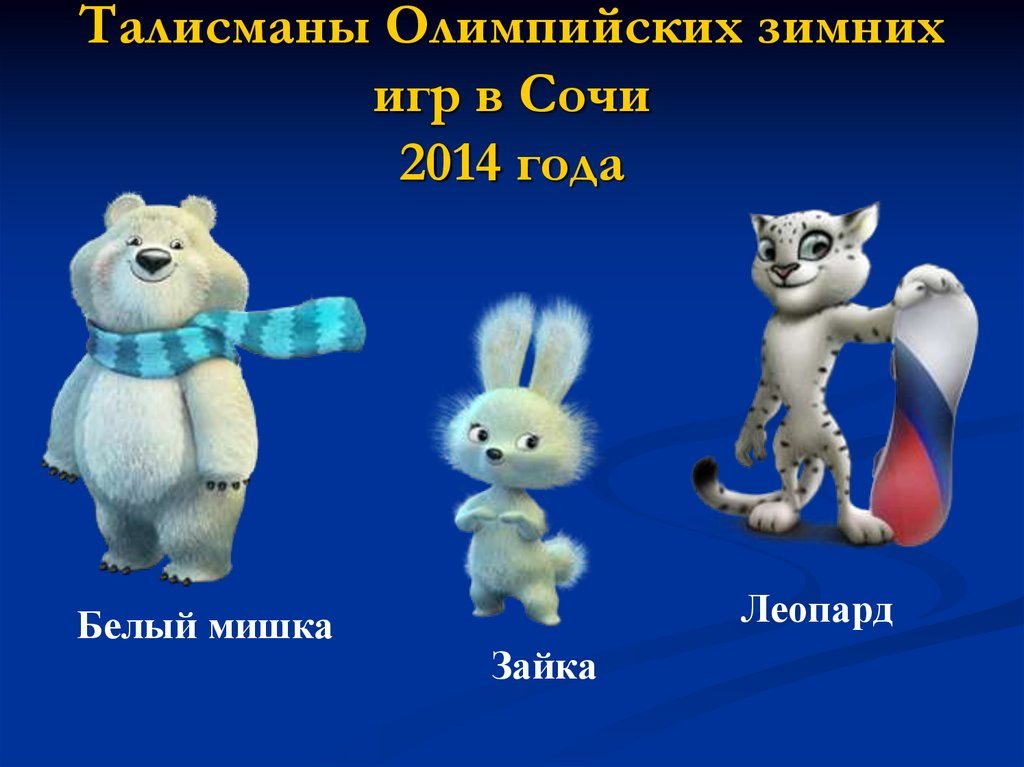 Талисманы Олимпийских зимних
игр в Сочи
2014 года
Белый мишка
Зайка
Леопард